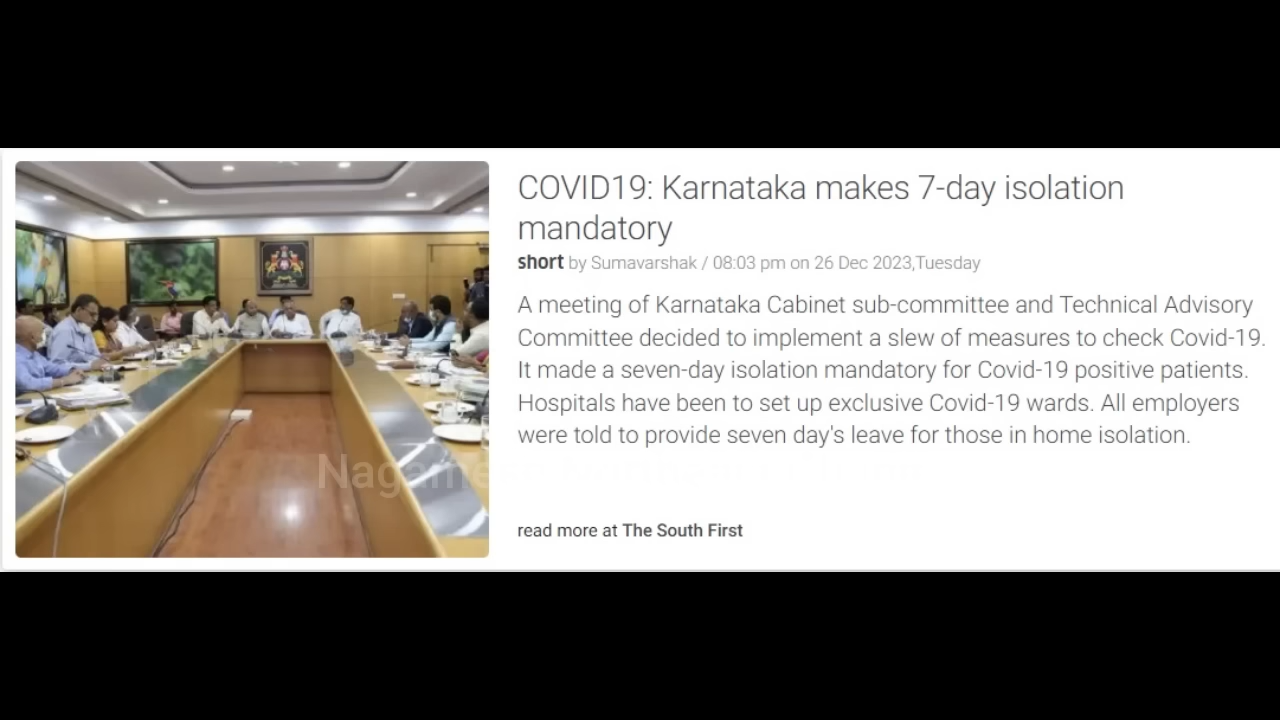 COVID19: Karnataka makes 7-day isolation
mandatory
short by Sumavarshak / 08:03 pm on 26 Dec 2023,Tuesday
A meeting of Karnataka Cabinet sub-committee and Technical Advisory
Committee decided to implement a slew of measures to check Covid-19.
It made a seven-day isolation mandatory for Covid-19 positive patients.
Hospitals have been to set up exclusive Covid-19 wards. All employers
were told to provide seven day's leave for those in home isolation.
read more at The South First